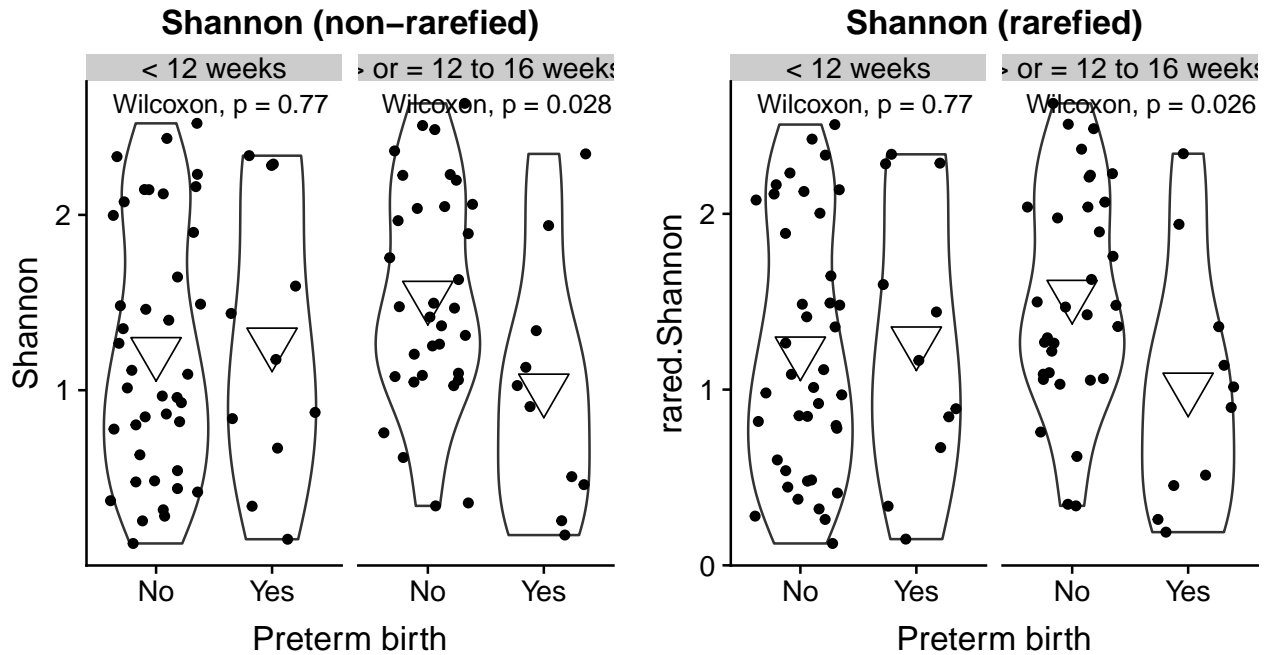 Shannon (non−rarefied)
< 12 weeks
> or = 12 to 16 weeks
Wilcoxon, p = 0.77
Wilcoxon, p = 0.028
Shannon
2
1
No
Yes
No
Yes
Preterm birth
Shannon (rarefied)
< 12 weeks
> or = 12 to 16 weeks
Wilcoxon, p = 0.77
Wilcoxon, p = 0.026
rared.Shannon
2
1
0
No
Yes
No
Yes
Preterm birth